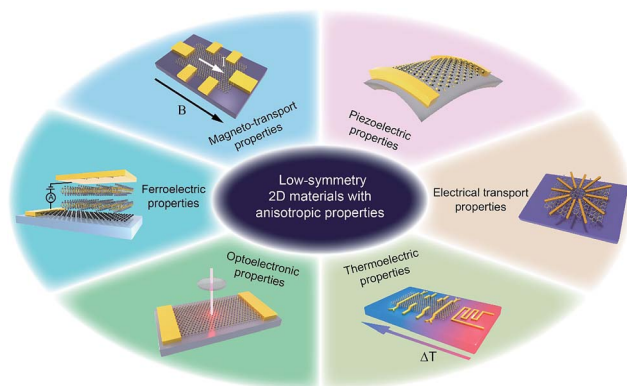 I
B
Magneto-transport
properties
Piezoelectric
properties
Ferroelectric
properties
A
Low-symmetry
2D materials with
anisotropic properties
Electrical transport
properties
Optoelectronic
properties
Thermoelectric
properties
ΔT